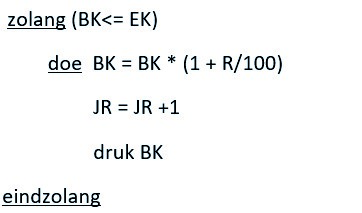 zolang (BK<= EK)
doe BK = BK * (1 + R/100)
JR = JR +1
druk BK
eindzolang